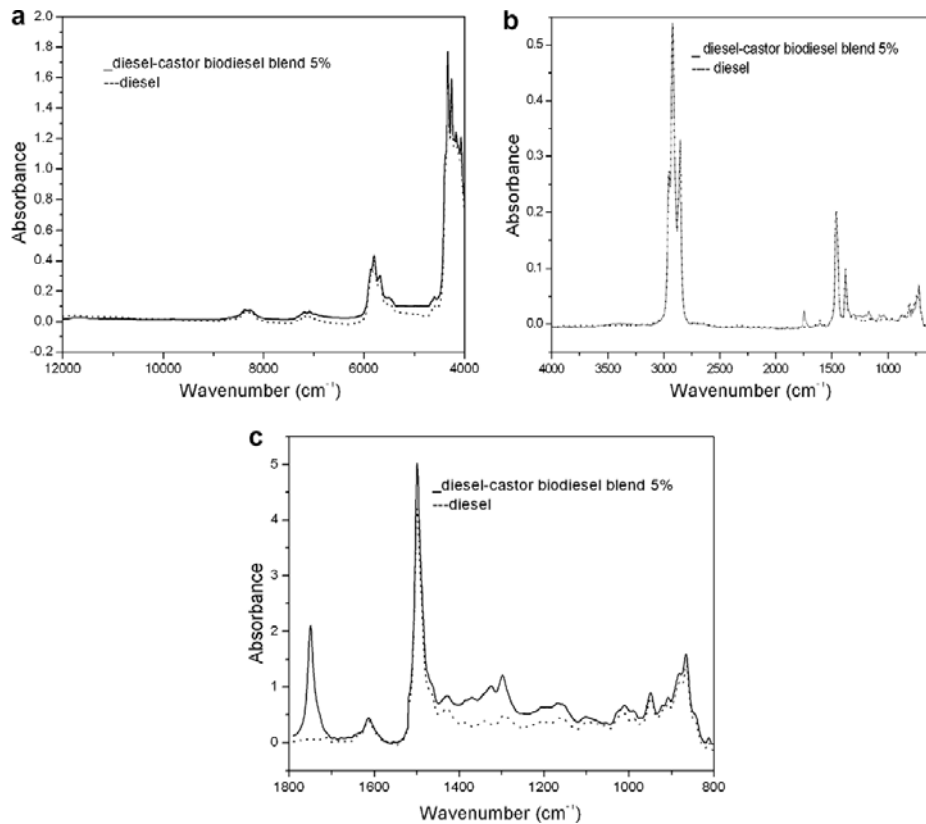 a
2.0
1.8
1.6
1.4
1.2
1.0
0.8
0.6
0.4
0.2
0.0
-0.2
Absorbance
_diesel-castor biodiesel blend 5%
---diesel
12000 10000 8000 6000 4000
Wavenumber (cm⁻¹)
b
0.5
0.4
0.3
0.2
0.1
0.0
Absorbance
_ diesel-castor biodiesel blend 5%
--- diesel
4000 3500 3000 2500 2000 1500 1000
Wavenumber (cm⁻¹)
c
5
4
3
2
1
0
Absorbance
_diesel-castor biodiesel blend 5%
---diesel
1800 1600 1400 1200 1000 800
Wavenumber (cm⁻¹)